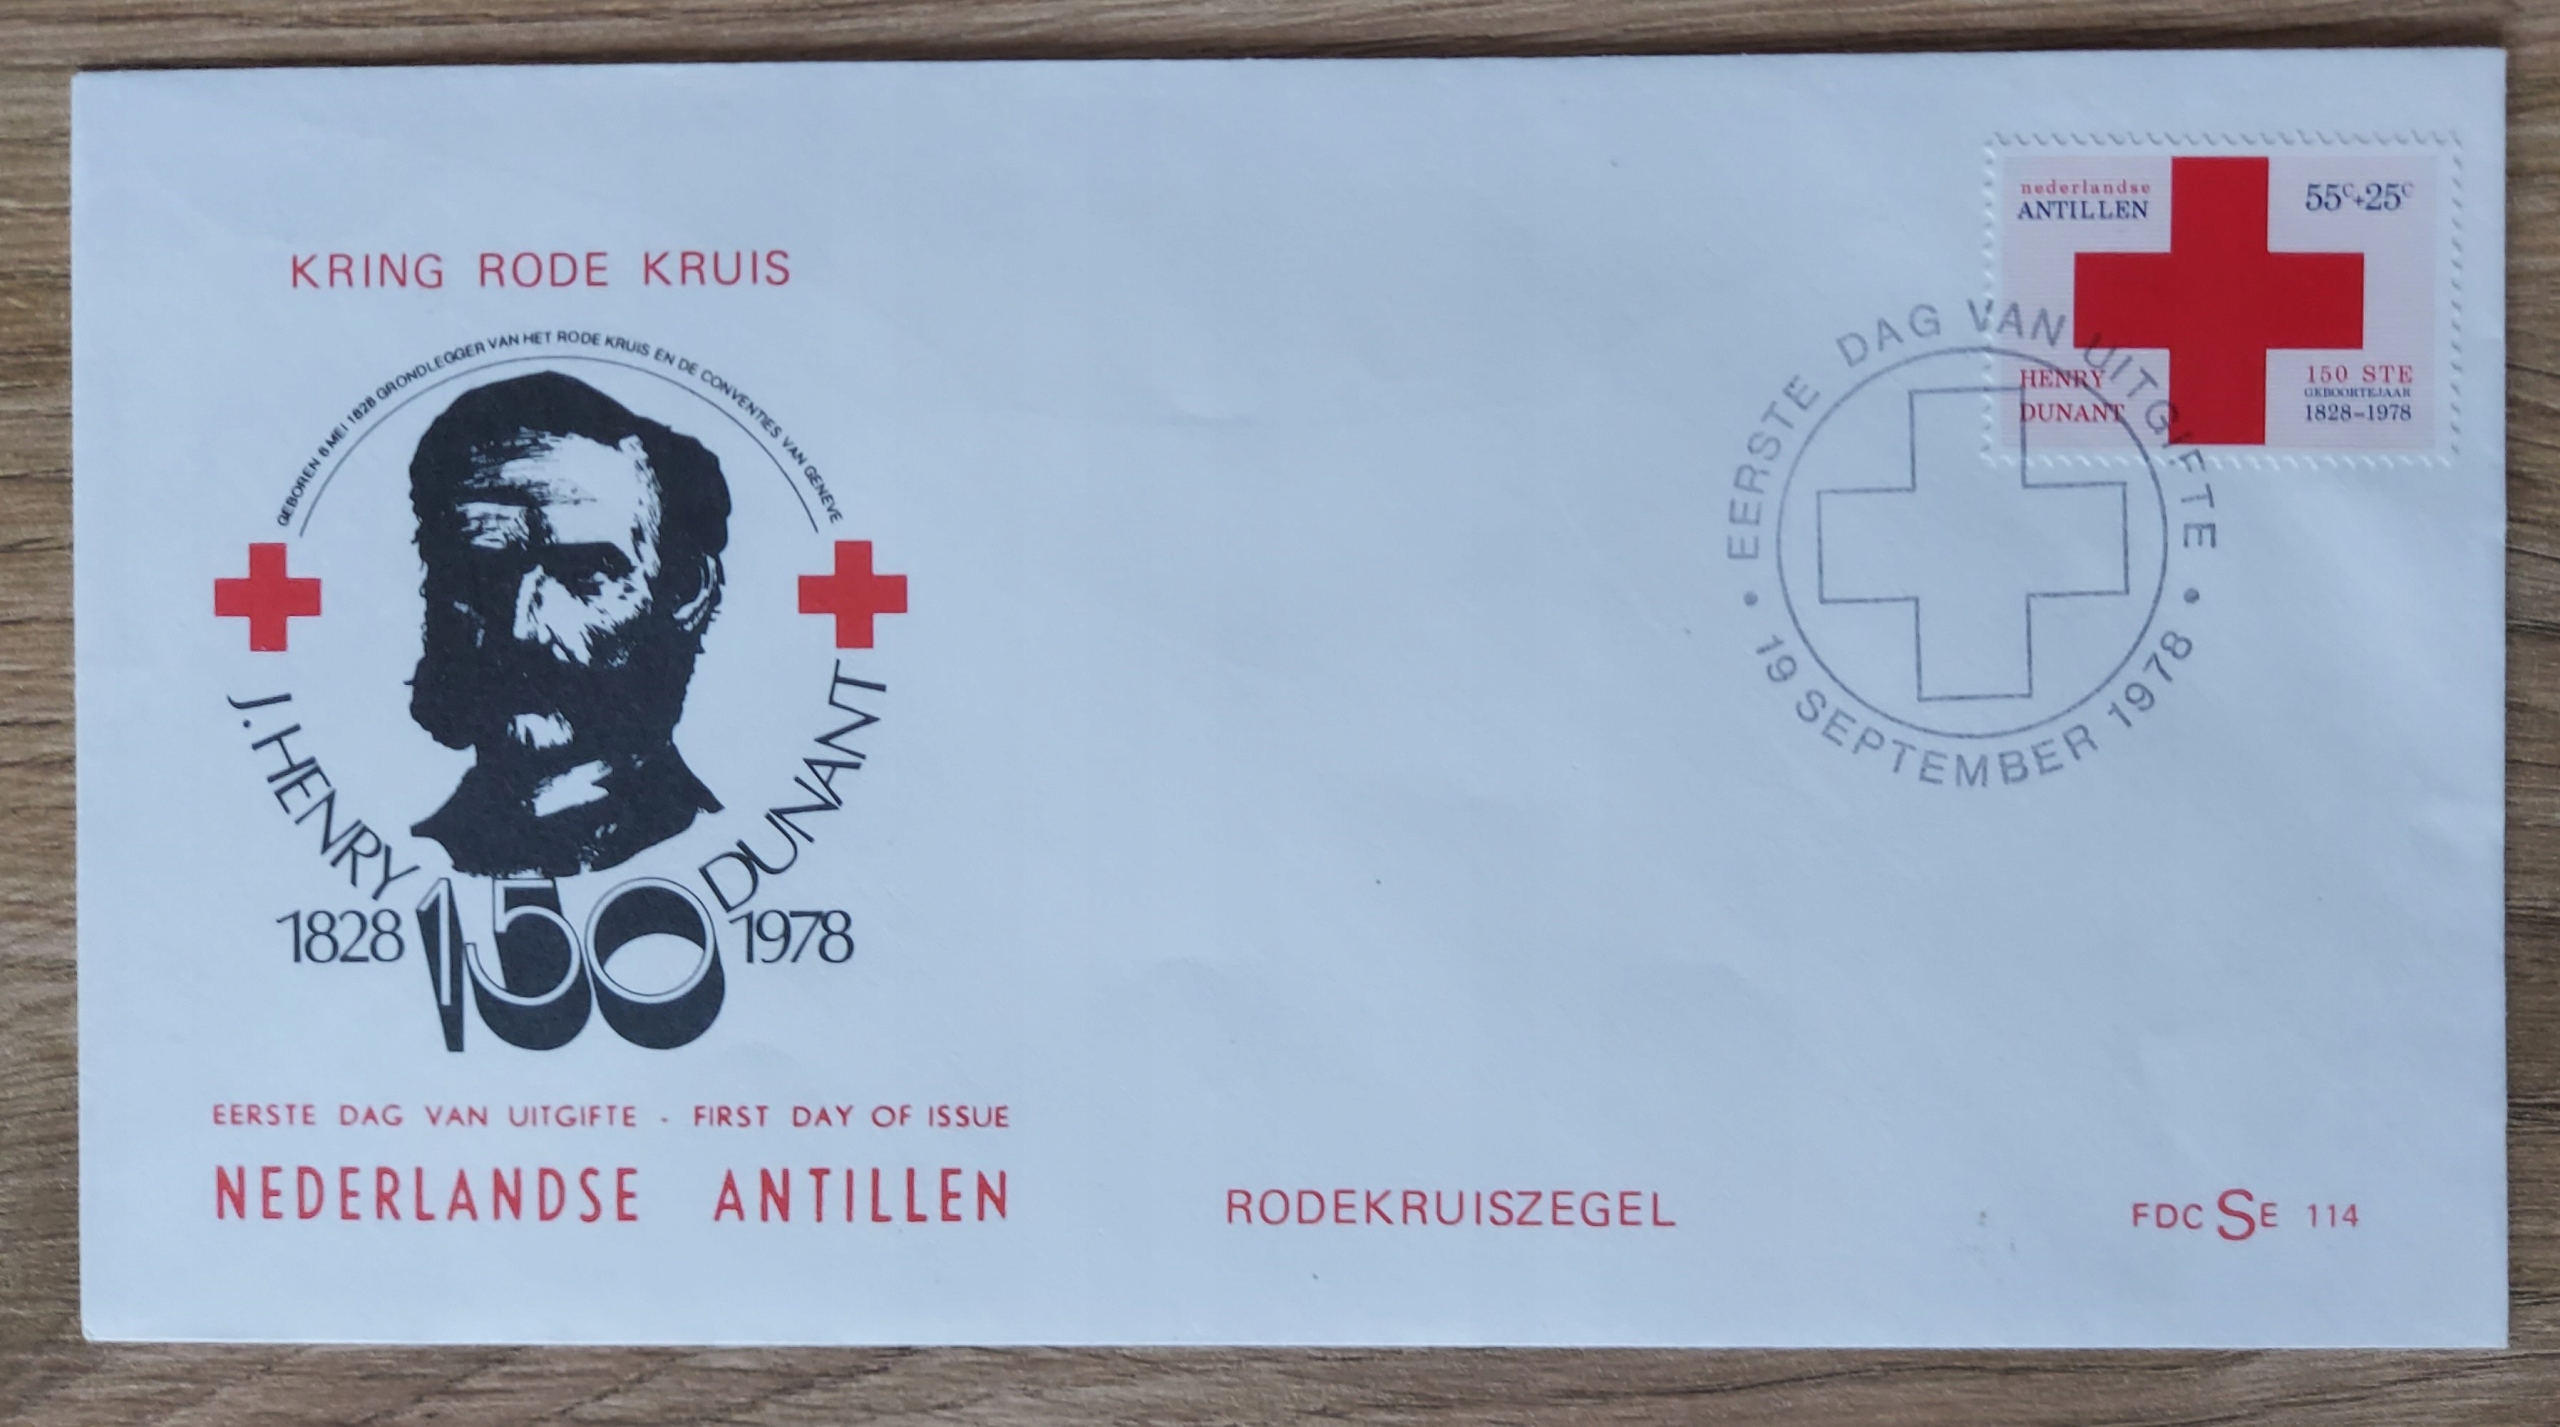 KRING RODE KRUIS
GEBOREN 8 MEI 1828 GRONDLEGGER VAN HET RODE KRUIS EN DE CONVENTIES VAN GENEVE
J. HENRY DUNANT
1828 150 1978
EERSTE DAG VAN UITGIFTE - FIRST DAY OF ISSUE
NEDERLANDSE ANTILLEN
nederlandse
ANTILLEN
55c+25c
HENRY
DUNANT
150 STE
GEBOORTEJAAR
1828-1978
EERSTE DAG VAN UITGIFTE
• 19 SEPTEMBER 1978 •
RODEKRUISZEGEL
FDC SE 114